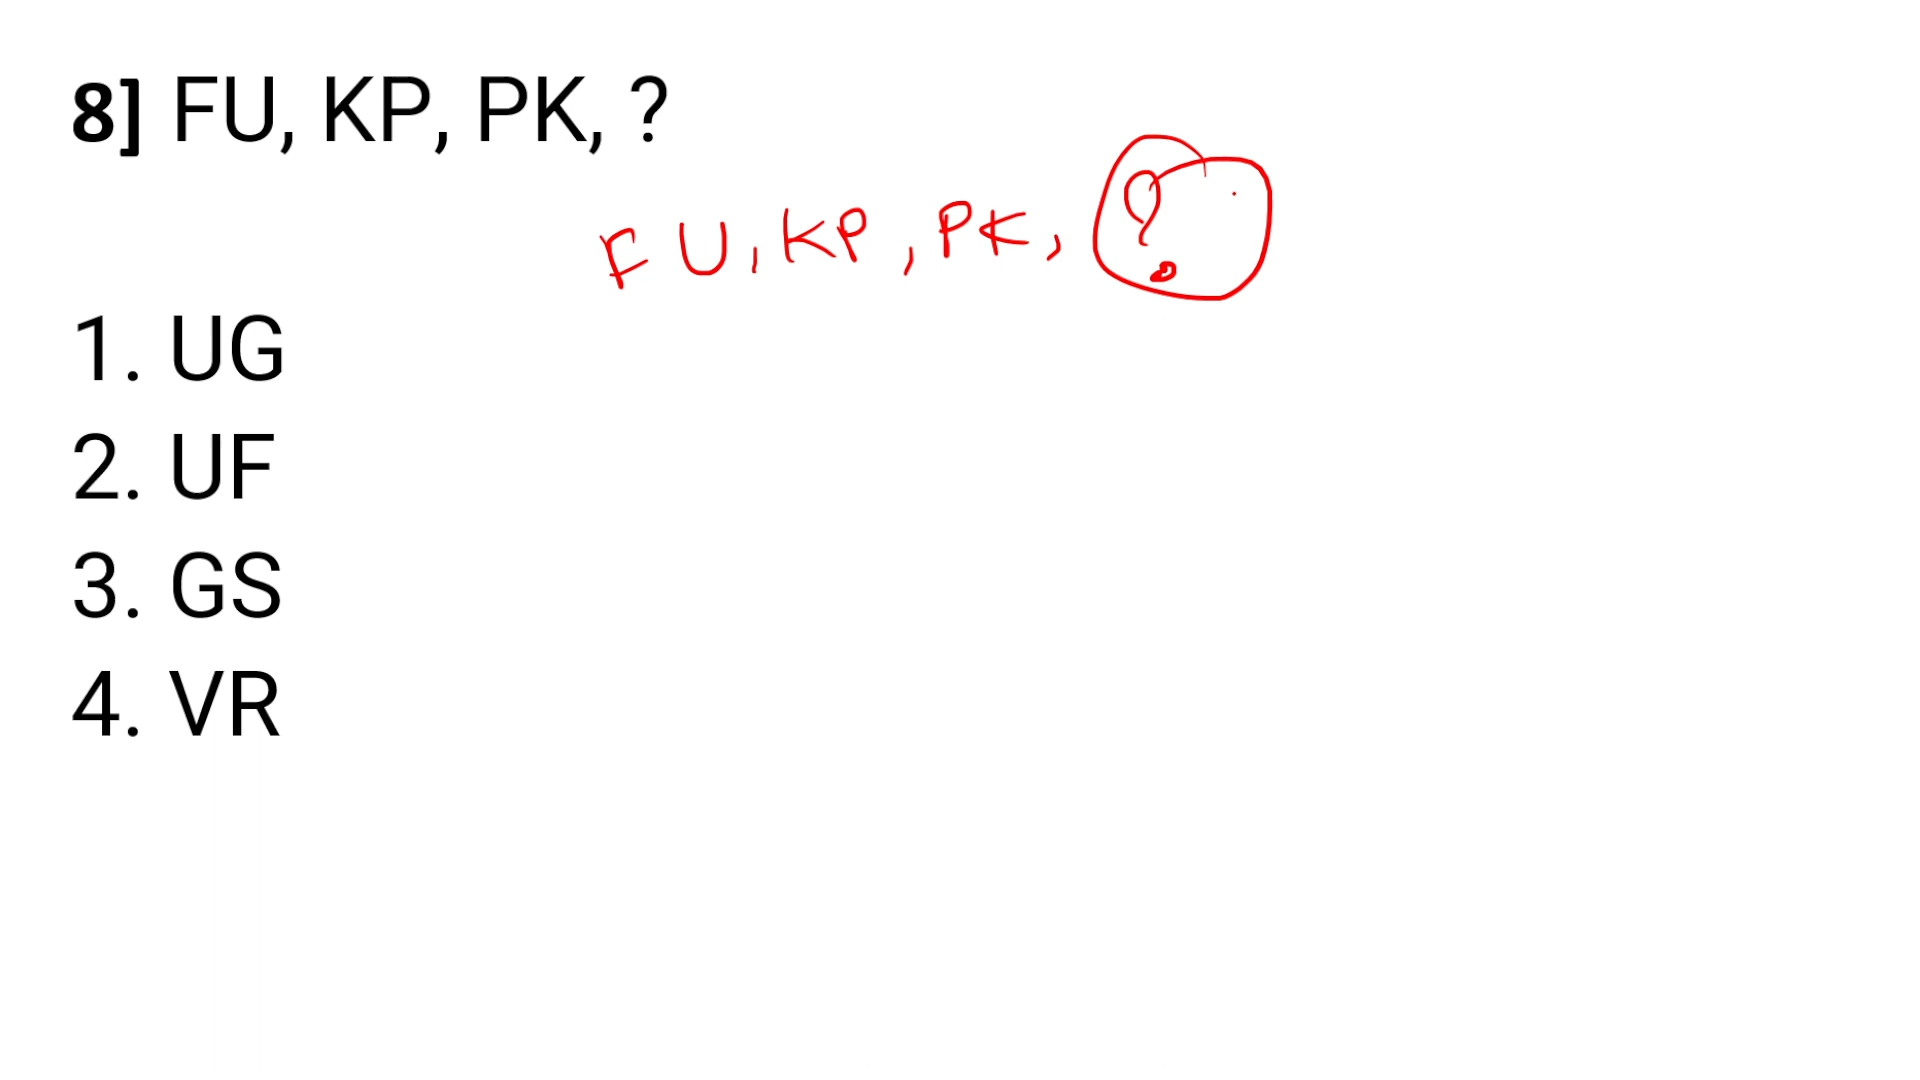 8] FU, KP, PK, ?
FU, KP, PK, ?
1. UG
2. UF
3. GS
4. VR